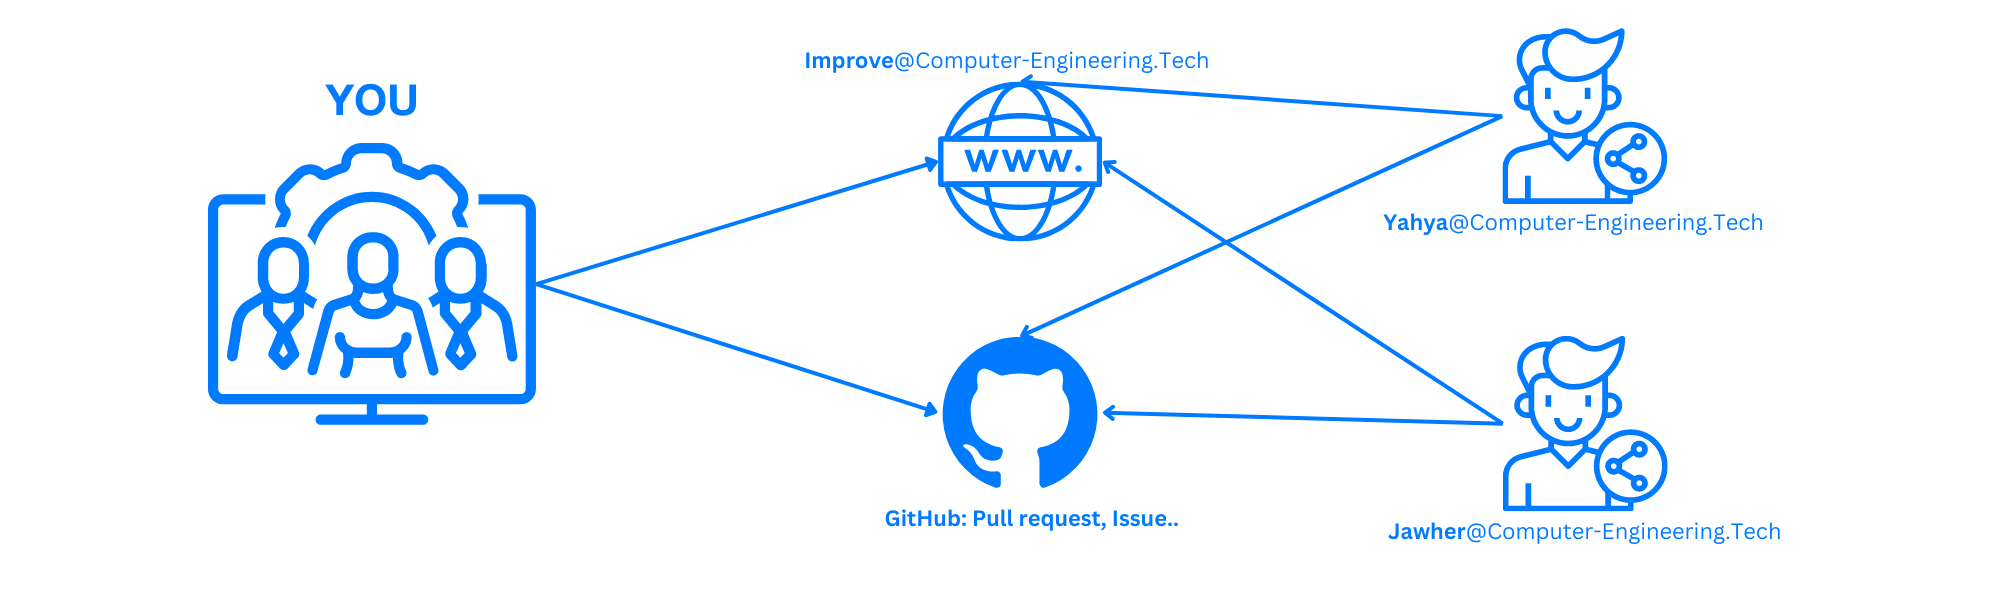 YOU
Improve@Computer-Engineering.Tech
www.
Yahya@Computer-Engineering.Tech
GitHub: Pull request, Issue..
Jawher@Computer-Engineering.Tech